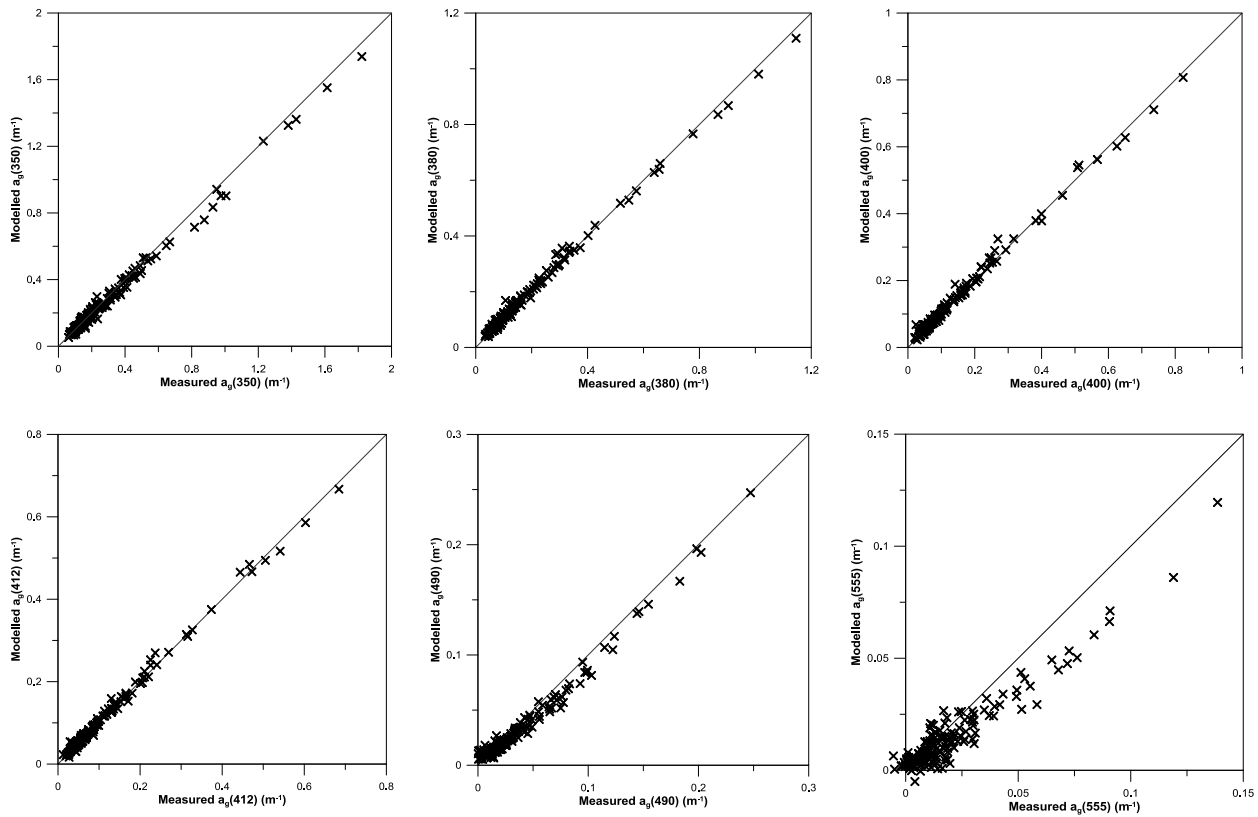 2
1.6
1.2
0.8
0.4
0
0 0.4 0.8 1.2 1.6 2
Modelled a_g(350) (m⁻¹)
Measured a_g(350) (m⁻¹)
1.2
0.8
0.4
0
0 0.4 0.8 1.2
Modelled a_g(380) (m⁻¹)
Measured a_g(380) (m⁻¹)
1
0.8
0.6
0.4
0.2
0
0 0.2 0.4 0.6 0.8 1
Modelled a_g(400) (m⁻¹)
Measured a_g(400) (m⁻¹)
0.8
0.6
0.4
0.2
0
0 0.2 0.4 0.6 0.8
Modelled a_g(412) (m⁻¹)
Measured a_g(412) (m⁻¹)
0.3
0.2
0.1
0
0 0.1 0.2 0.3
Modelled a_g(490) (m⁻¹)
Measured a_g(490) (m⁻¹)
0.15
0.1
0.05
0
0 0.05 0.1 0.15
Modelled a_g(555) (m⁻¹)
Measured a_g(555) (m⁻¹)